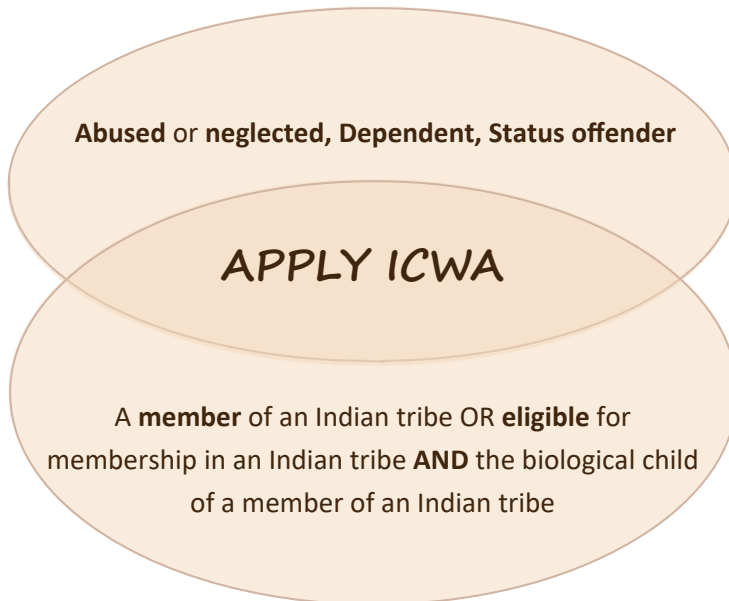 Abused or neglected, Dependent, Status offender
APPLY ICWA
A member of an Indian tribe OR eligible for
membership in an Indian tribe AND the biological child
of a member of an Indian tribe